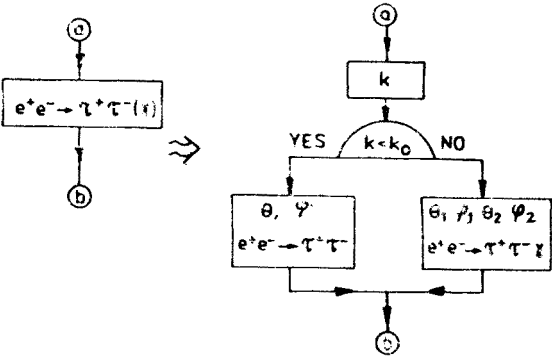 a
e⁺e⁻→ τ⁺τ⁻(γ)
b
a
k
YES k<k₀ NO
θ, φ
e⁺e⁻→ τ⁺τ⁻
θ₁ φ₁ θ₂ φ₂
e⁺e⁻→ τ⁺τ⁻γ
b